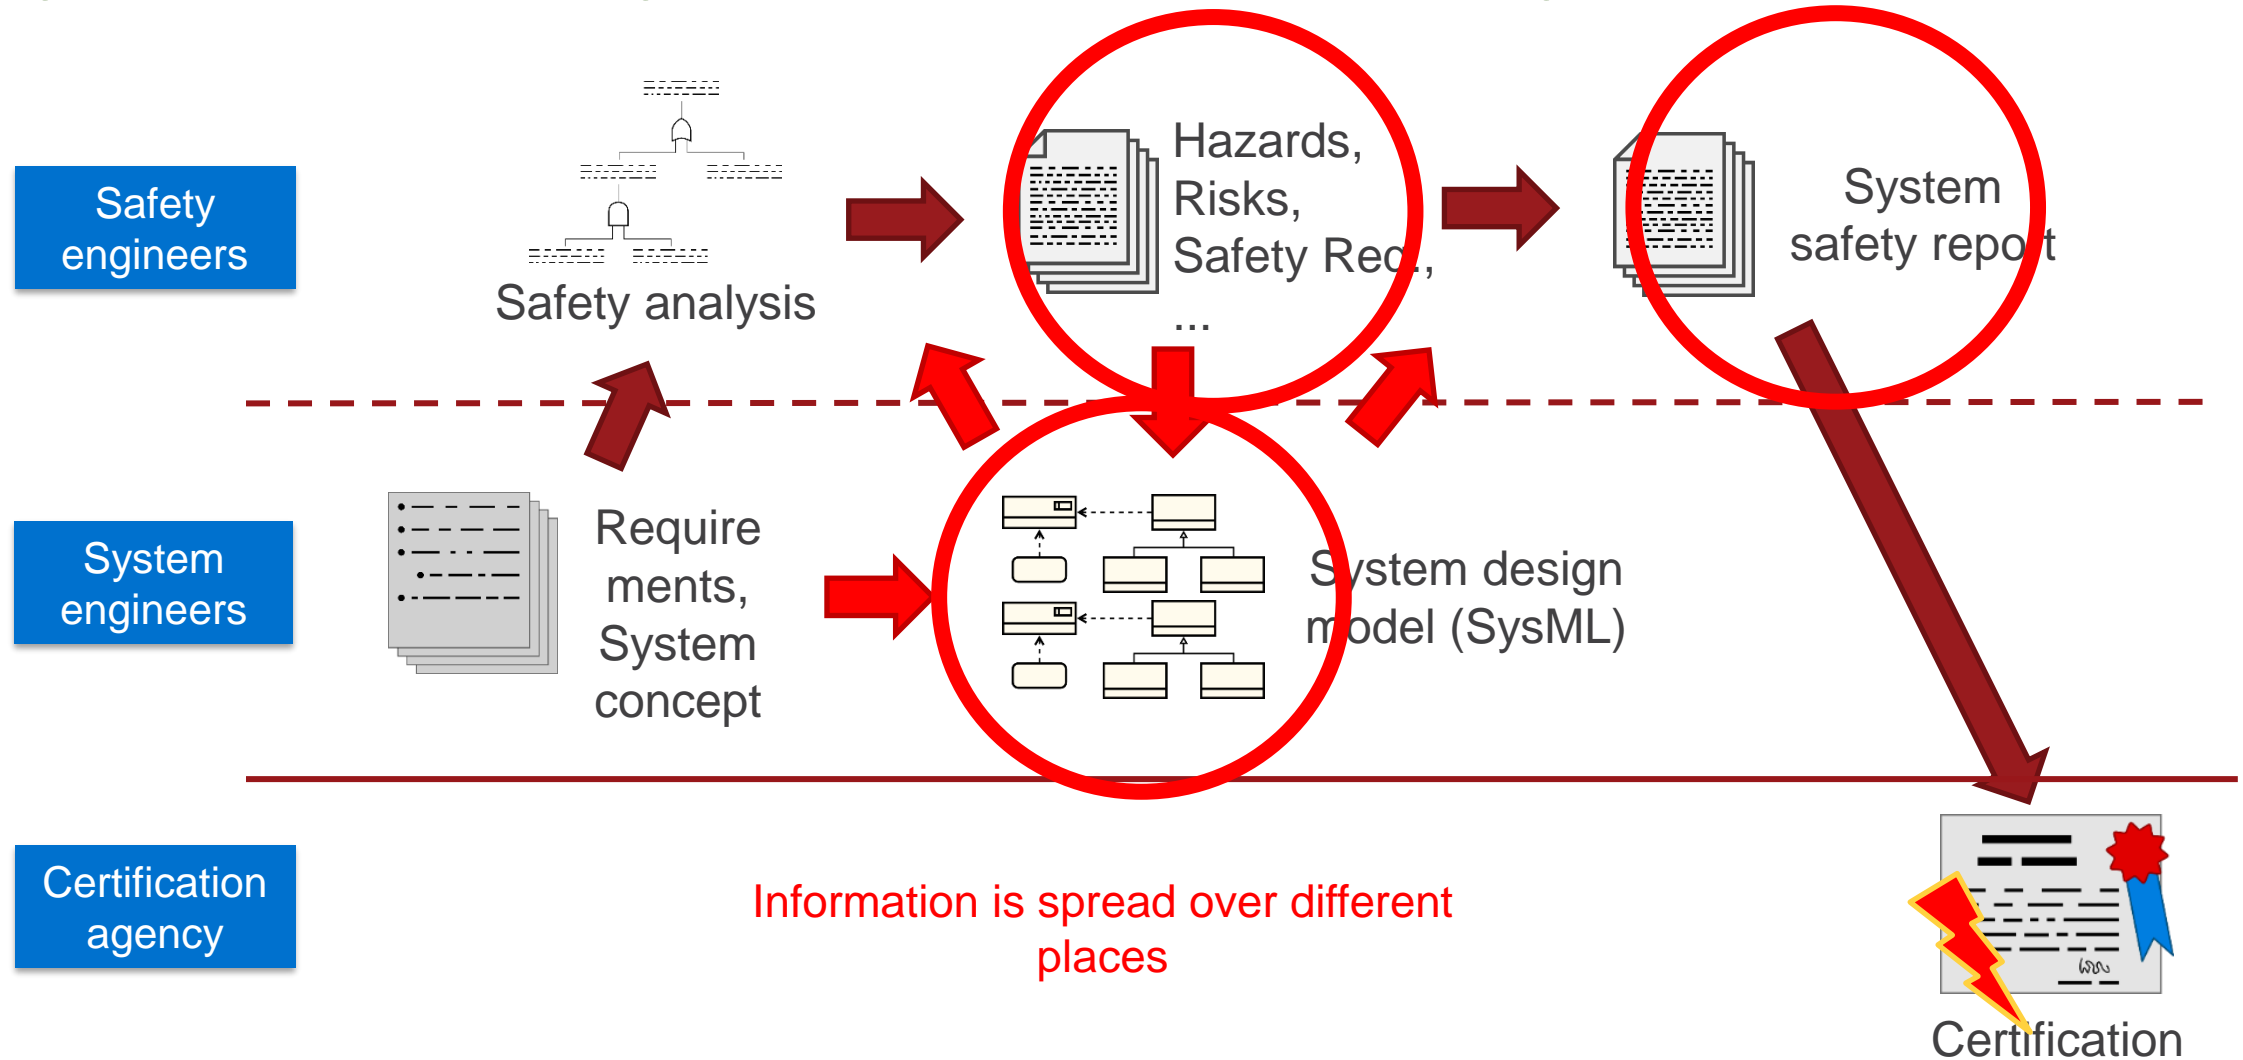 Safety
engineers
Safety analysis
Hazards,
Risks,
Safety Req.,
...
System
safety report
System
engineers
Require
ments,
System
concept
System design
model (SysML)
Certification
agency
Information is spread over different
places
Certification